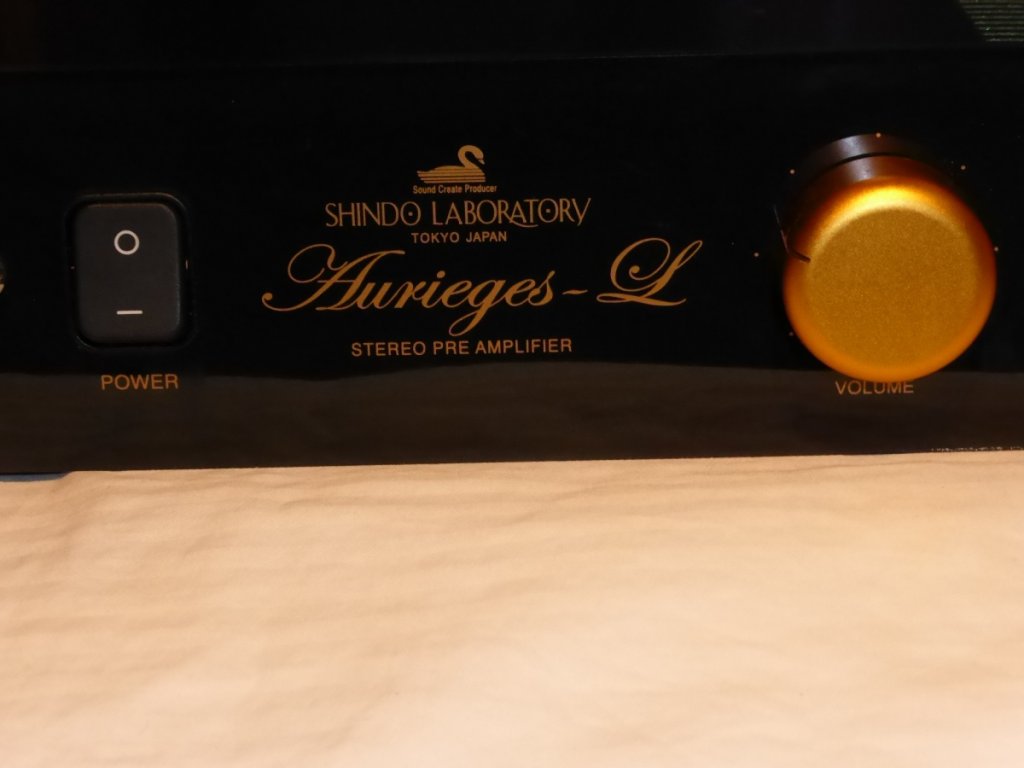 Sound Create Producer
SHINDO LABORATORY
TOKYO JAPAN
Aurieges-L
STEREO PRE AMPLIFIER
POWER
VOLUME